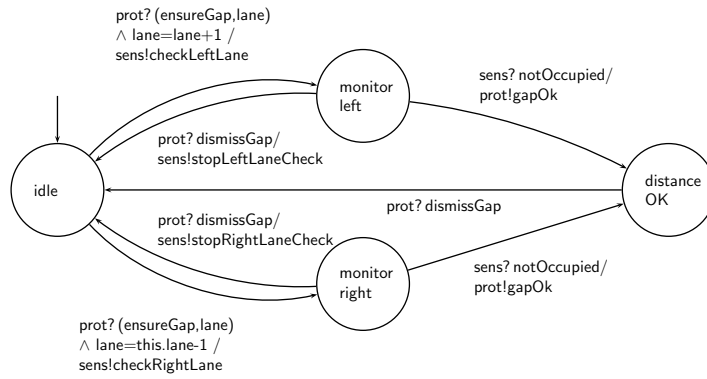 prot? (ensureGap,lane)
∧ lane=lane+1 /
sens!checkLeftLane
monitor
left
sens? notOccupied/
prot!gapOk
prot? dismissGap/
sens!stopLeftLaneCheck
idle
distance
OK
prot? dismissGap
prot? dismissGap/
sens!stopRightLaneCheck
monitor
right
sens? notOccupied/
prot!gapOk
prot? (ensureGap,lane)
∧ lane=this.lane-1 /
sens!checkRightLane